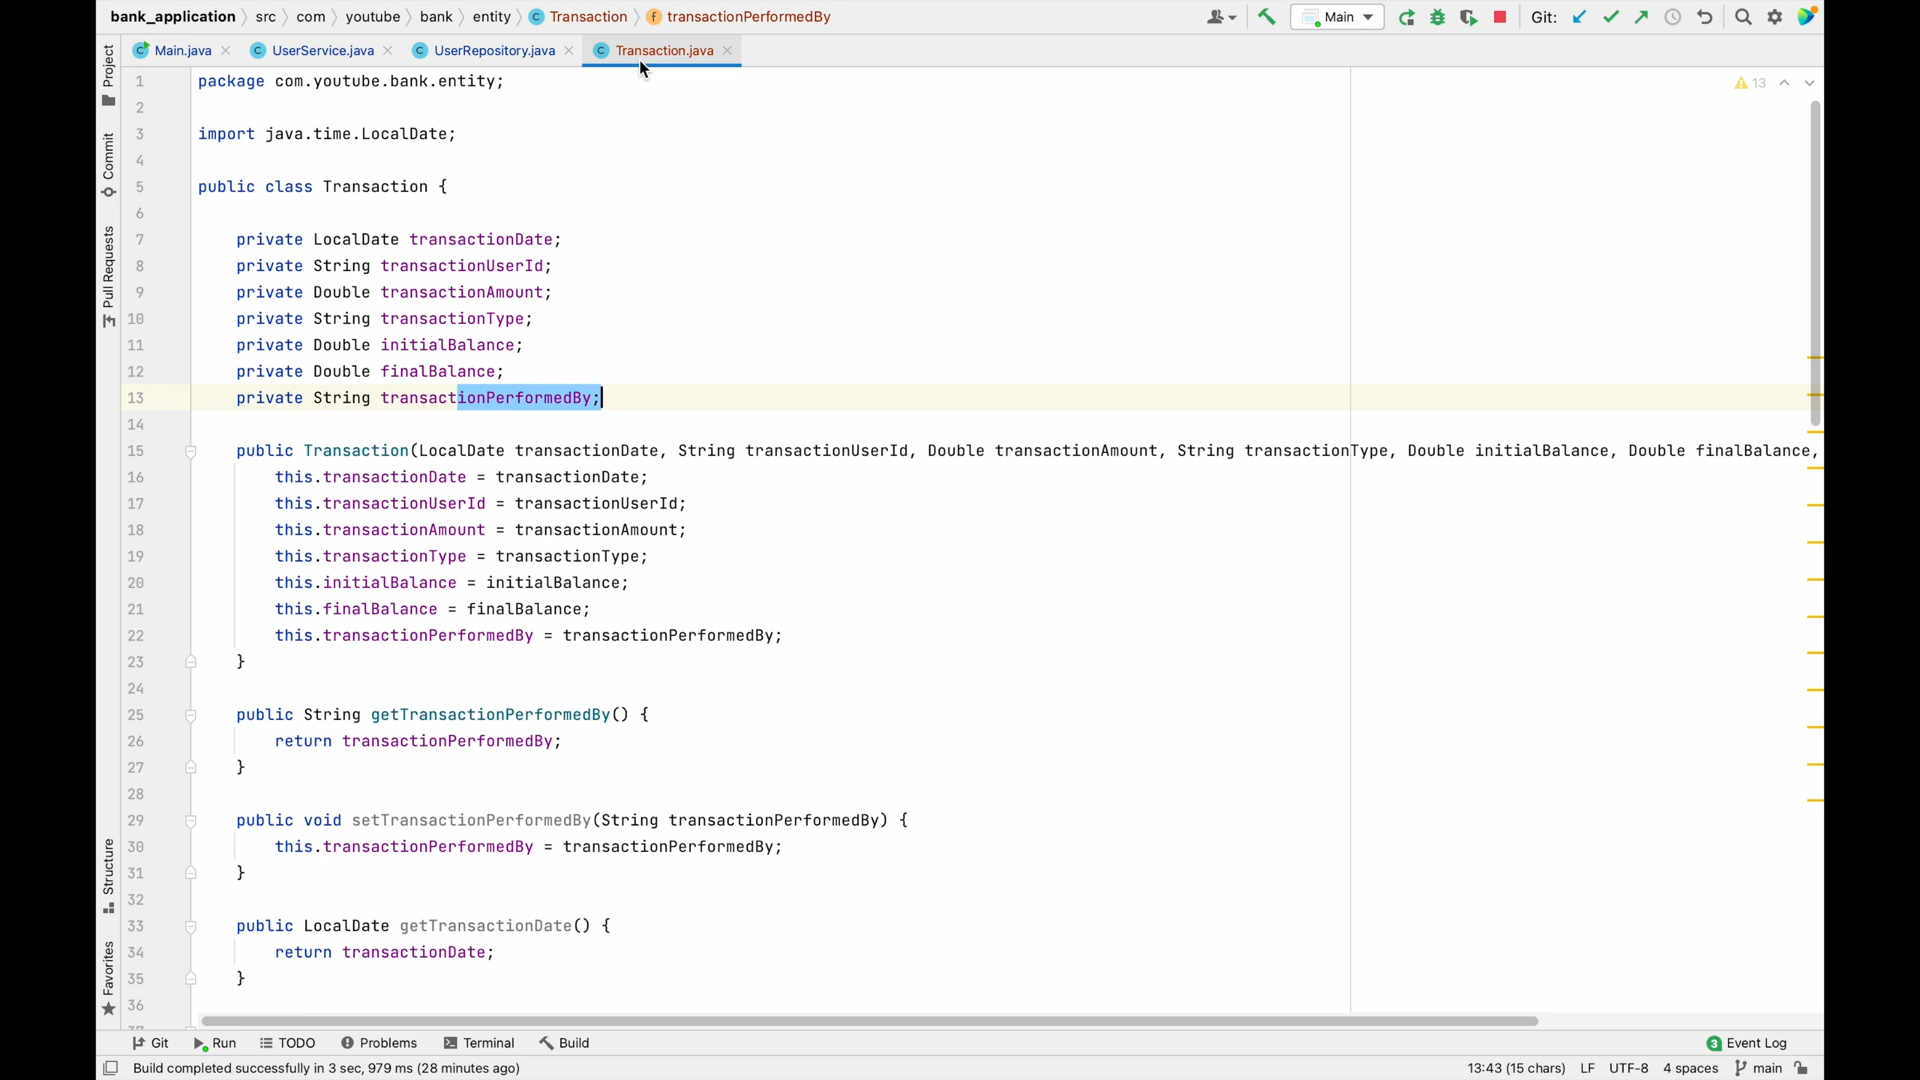 bank_application > src > com > youtube > bank > entity > Transaction > transactionPerformedBy
Main
Git:
Main.java
UserService.java
UserRepository.java
Transaction.java
Project
Commit
Pull Requests
Structure
Favorites
13
1 package com.youtube.bank.entity;
2
3 import java.time.LocalDate;
4
5 public class Transaction {
6
7 private LocalDate transactionDate;
8 private String transactionUserId;
9 private Double transactionAmount;
10 private String transactionType;
11 private Double initialBalance;
12 private Double finalBalance;
13 private String transactionPerformedBy;
14
15 public Transaction(LocalDate transactionDate, String transactionUserId, Double transactionAmount, String transactionType, Double initialBalance, Double finalBalance,
16 this.transactionDate = transactionDate;
17 this.transactionUserId = transactionUserId;
18 this.transactionAmount = transactionAmount;
19 this.transactionType = transactionType;
20 this.initialBalance = initialBalance;
21 this.finalBalance = finalBalance;
22 this.transactionPerformedBy = transactionPerformedBy;
23 }
24
25 public String getTransactionPerformedBy() {
26 return transactionPerformedBy;
27 }
28
29 public void setTransactionPerformedBy(String transactionPerformedBy) {
30 this.transactionPerformedBy = transactionPerformedBy;
31 }
32
33 public LocalDate getTransactionDate() {
34 return transactionDate;
35 }
36
Git
Run
TODO
Problems
Terminal
Build
3 Event Log
Build completed successfully in 3 sec, 979 ms (28 minutes ago)
13:43 (15 chars)
LF
UTF-8
4 spaces
main